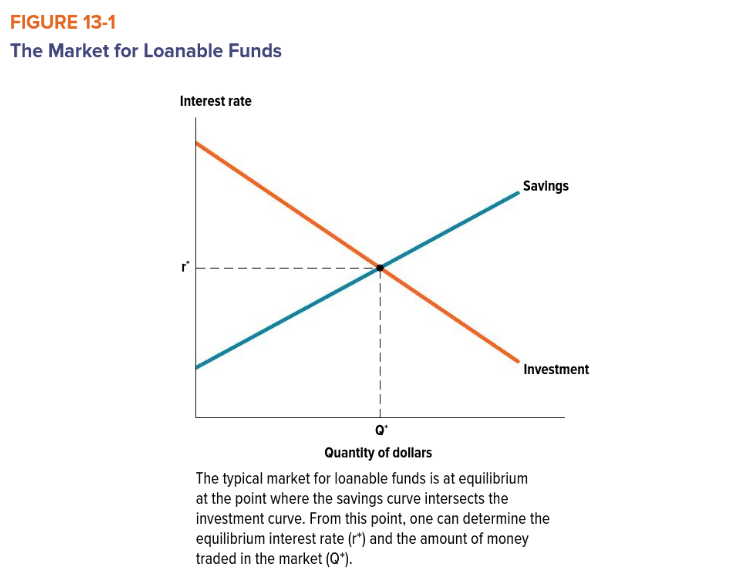 FIGURE 13-1
The Market for Loanable Funds
Interest rate
Savings
r*
Investment
Q*
Quantity of dollars
The typical market for loanable funds is at equilibrium
at the point where the savings curve intersects the
investment curve. From this point, one can determine the
equilibrium interest rate (r*) and the amount of money
traded in the market (Q*).